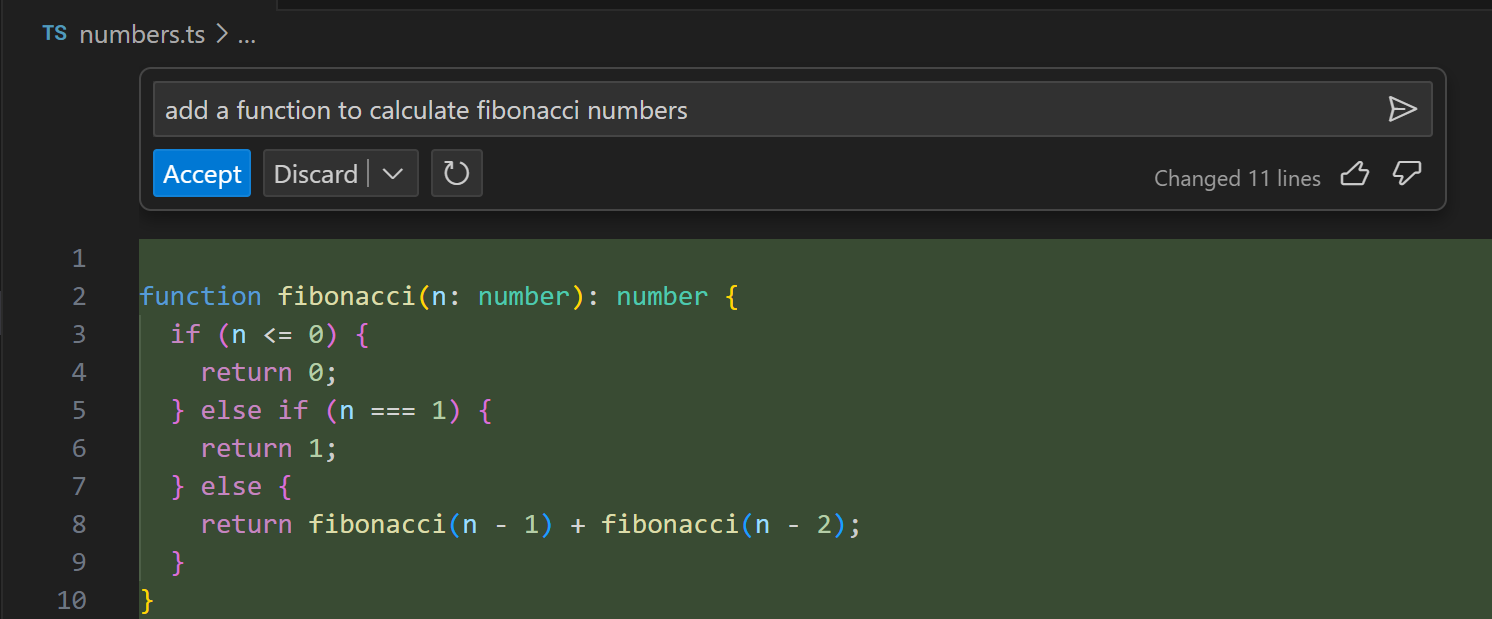 TS numbers.ts > ...
add a function to calculate fibonacci numbers
Accept Discard Changed 11 lines
1
2 function fibonacci(n: number): number {
3   if (n <= 0) {
4     return 0;
5   } else if (n === 1) {
6     return 1;
7   } else {
8     return fibonacci(n - 1) + fibonacci(n - 2);
9   }
10 }